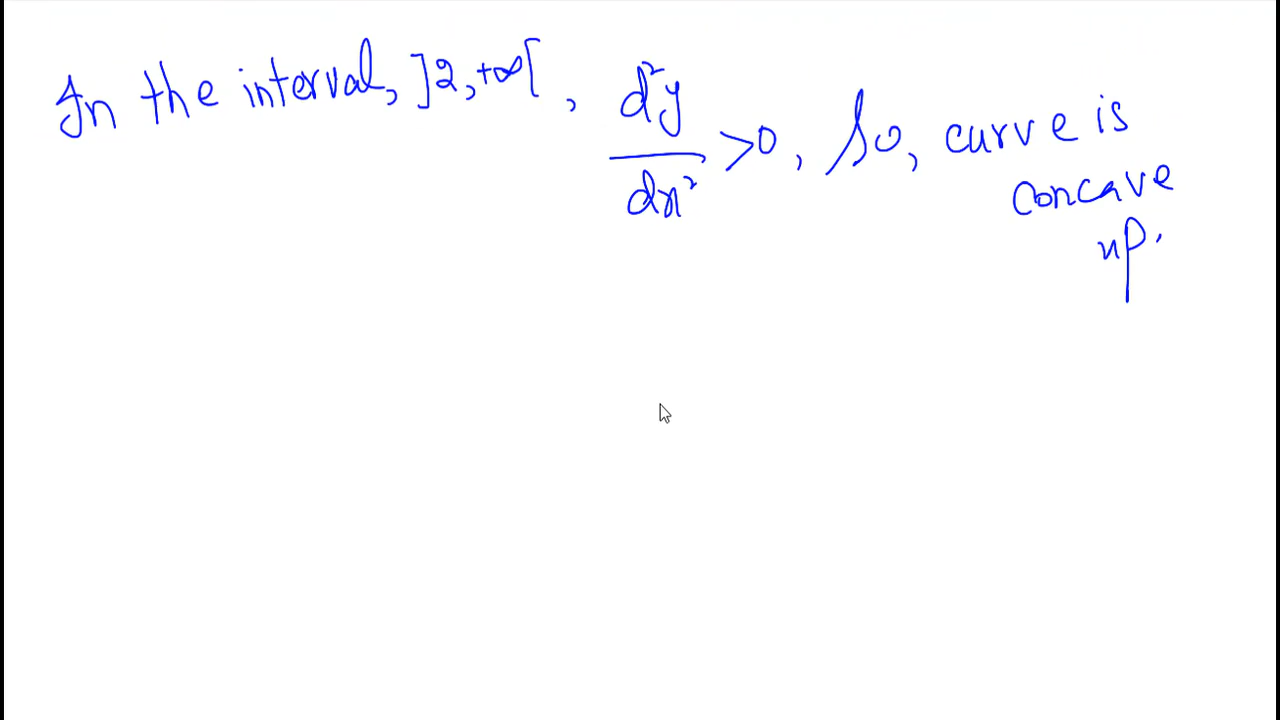 In the interval, ]2, +∞[, d²y/dx² >0, So, curve is
concave
up.